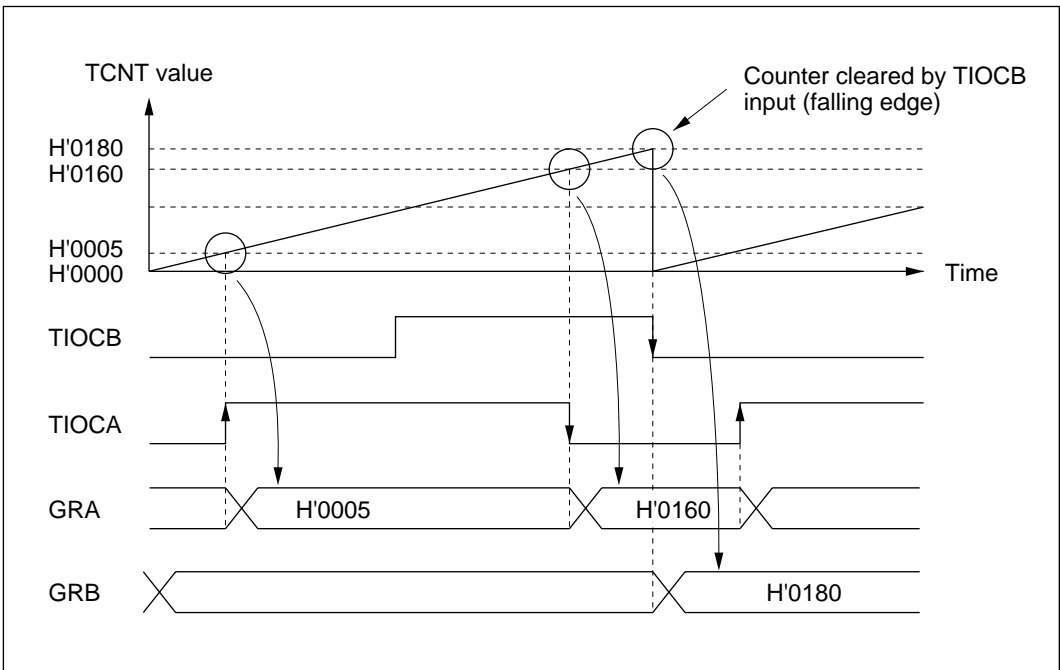 TCNT value
Counter cleared by TIOCB
input (falling edge)
H'0180
H'0160
H'0005
H'0000
Time
TIOCB
TIOCA
GRA
H'0005
H'0160
GRB
H'0180